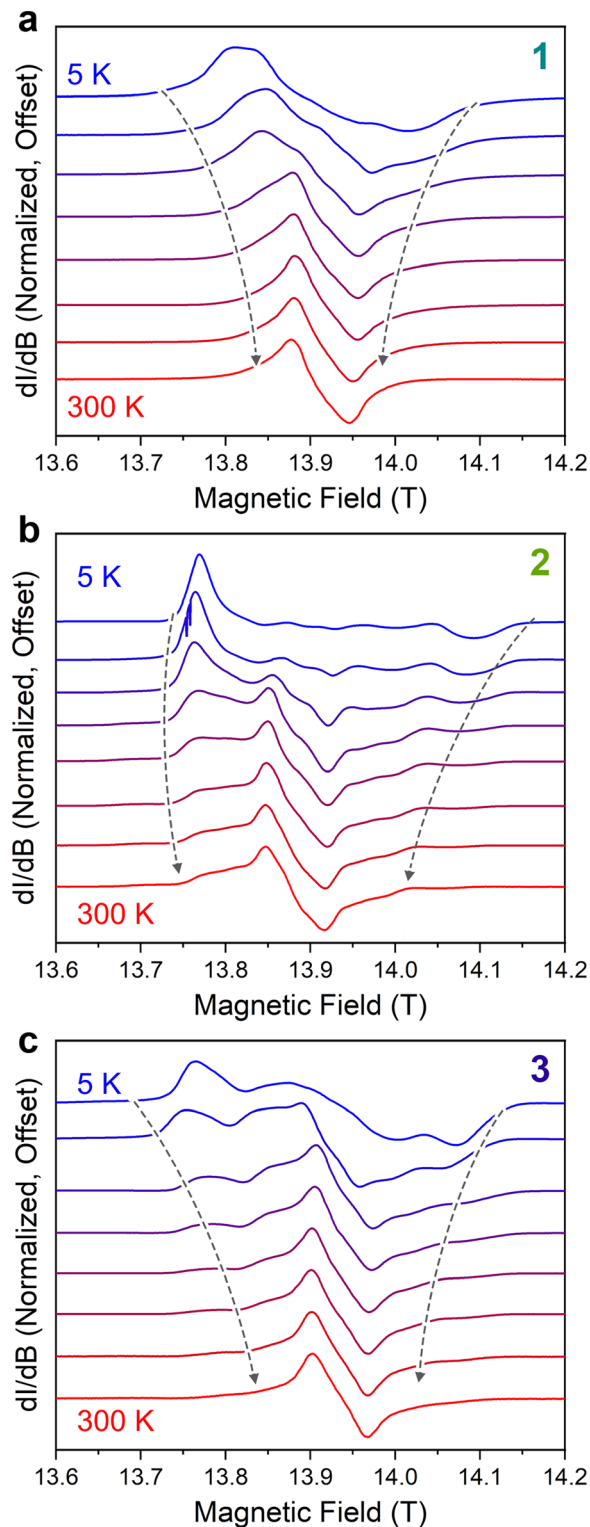 a
1
5 K
300 K
dI/dB (Normalized, Offset)
13.6 13.7 13.8 13.9 14.0 14.1 14.2
Magnetic Field (T)
b
2
5 K
300 K
dI/dB (Normalized, Offset)
13.6 13.7 13.8 13.9 14.0 14.1 14.2
Magnetic Field (T)
c
3
5 K
300 K
dI/dB (Normalized, Offset)
13.6 13.7 13.8 13.9 14.0 14.1 14.2
Magnetic Field (T)